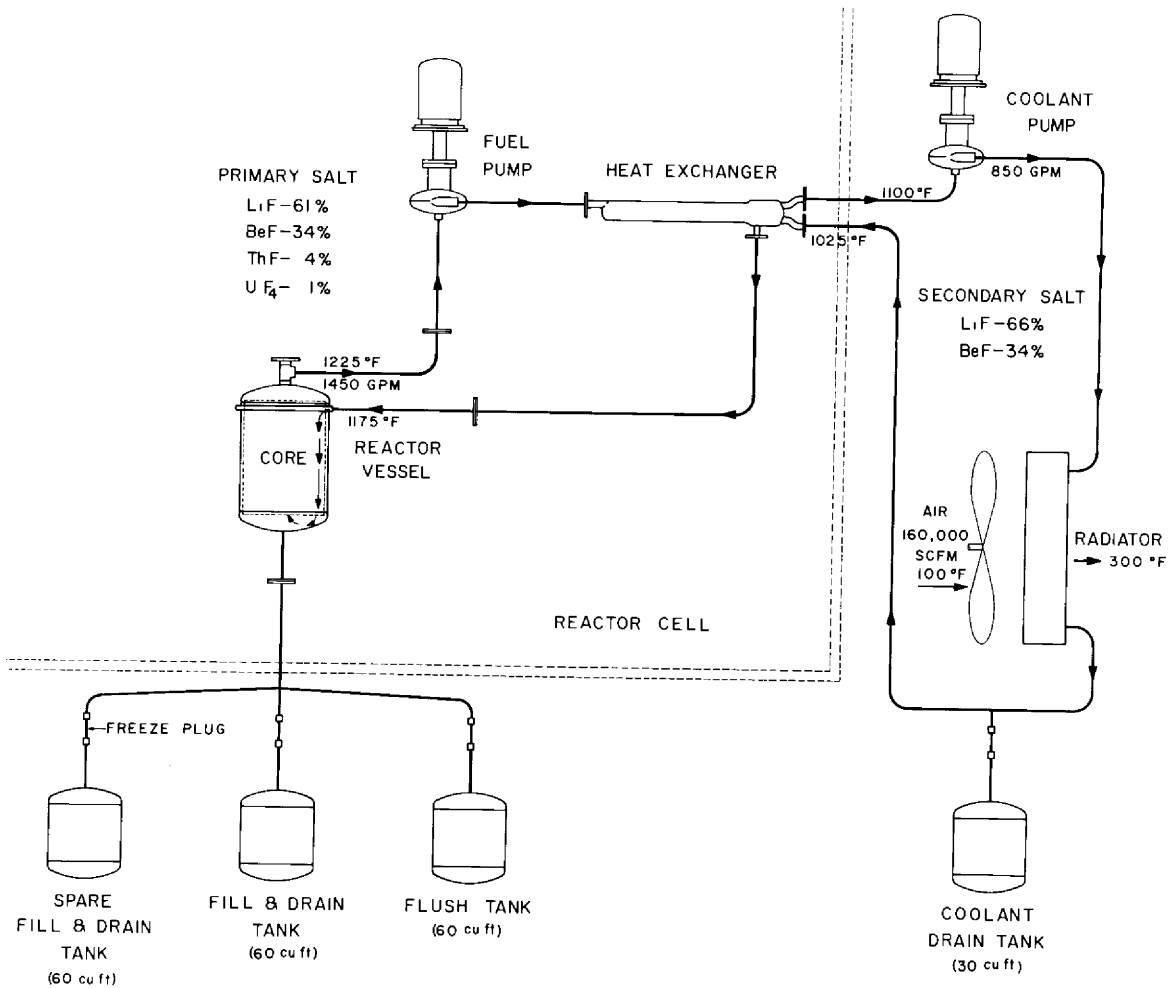 COOLANT
PUMP
FUEL
PUMP
850 GPM
HEAT EXCHANGER
PRIMARY SALT
LiF-61%
BeF-34%
ThF- 4%
UF₄- 1%
1100°F
1025°F
SECONDARY SALT
LiF-66%
BeF-34%
1225°F
1450 GPM
1175°F
REACTOR
VESSEL
CORE
AIR
160,000
SCFM
100°F
RADIATOR
300 °F
REACTOR CELL
FREEZE PLUG
SPARE
FILL & DRAIN
TANK
(60 cu ft)
FILL & DRAIN
TANK
(60 cu ft)
FLUSH TANK
(60 cu ft)
COOLANT
DRAIN TANK
(30 cu ft)